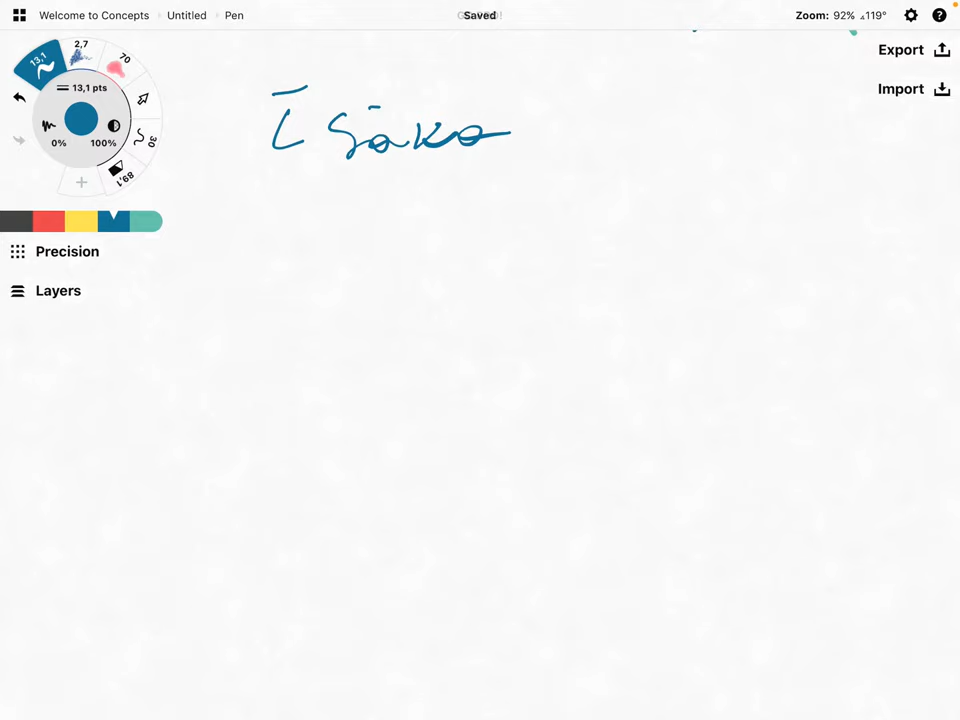 Welcome to Concepts › Untitled › Pen
Saved
Zoom: 92% 119°
Export
Import
2,7
13,1
70
13,1 pts
0% 100%
30
89,1
+
Precision
Layers